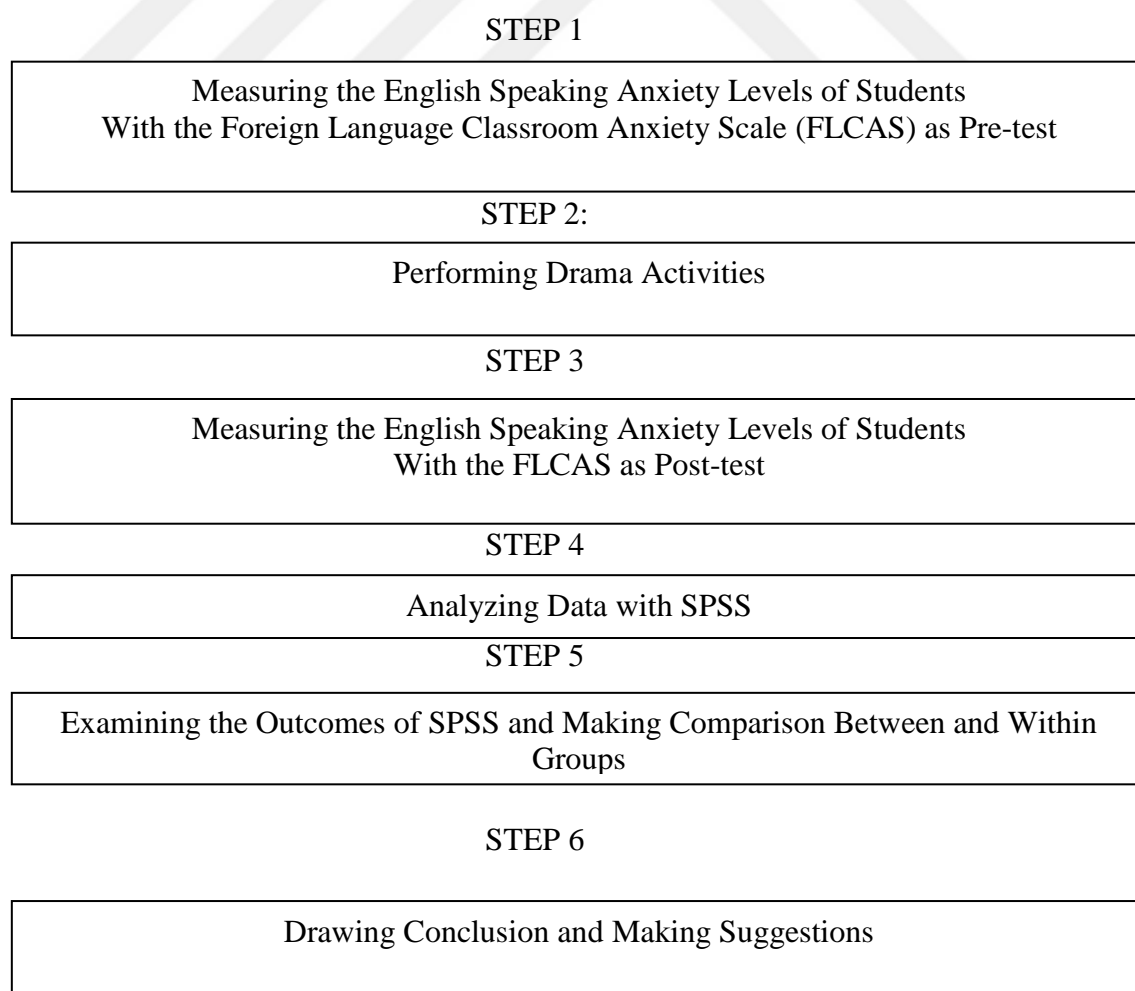 STEP 1
Measuring the English Speaking Anxiety Levels of Students
With the Foreign Language Classroom Anxiety Scale (FLCAS) as Pre-test
STEP 2:
Performing Drama Activities
STEP 3
Measuring the English Speaking Anxiety Levels of Students
With the FLCAS as Post-test
STEP 4
Analyzing Data with SPSS
STEP 5
Examining the Outcomes of SPSS and Making Comparison Between and Within
Groups
STEP 6
Drawing Conclusion and Making Suggestions